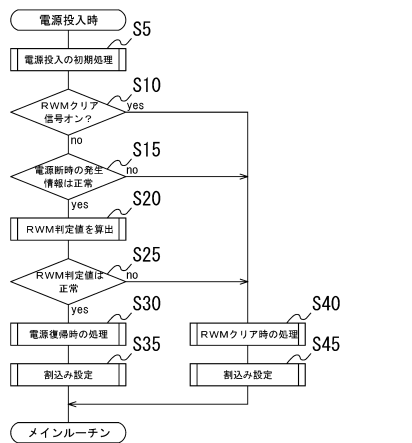 電源投入時
S5
電源投入の初期処理
S10
RWMクリア
信号オン？
yes
no
S15
電源断時の発生
情報は正常
no
yes
S20
RWM判定値を算出
S25
RWM判定値は
正常
no
yes
S30
電源復帰時の処理
S40
RWMクリア時の処理
S35
割込み設定
S45
割込み設定
メインルーチン